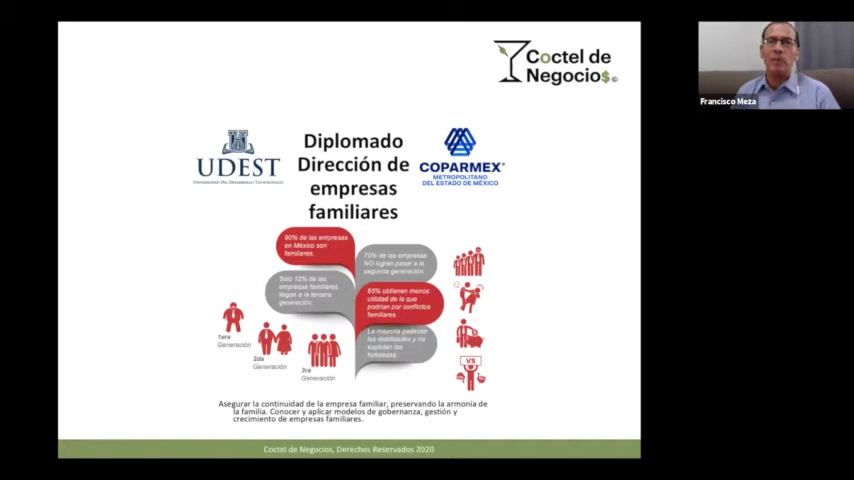 Coctel de
Negocio$©
Francisco Meza
Diplomado
Dirección de
empresas
familiares
UDEST
UNIVERSIDAD DEL DESARROLLO TECNOLÓGICO
COPARMEX®
METROPOLITANO
DEL ESTADO DE MÉXICO
90% de las empresas
en México son
familiares.
70% de las empresas
NO logran pasar a la
segunda generación.
Solo 12% de las
empresas familiares
llegan a la tercera
generación.
85% obtienen menos
utilidad de la que
podrían por conflictos
familiares.
La mayoría padecen
las debilidades y no
explotan las
fortalezas.
1era
Generación
2da
Generación
3ra
Generación
VS
Asegurar la continuidad de la empresa familiar, preservando la armonía de
la familia. Conocer y aplicar modelos de gobernanza, gestión y
crecimiento de empresas familiares.
Coctel de Negocios, Derechos Reservados 2020